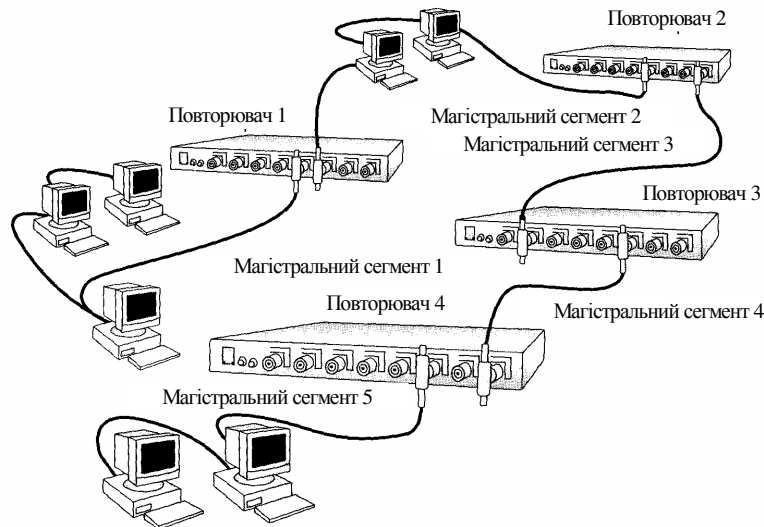 Повторювач 2
Повторювач 1
Магістральний сегмент 2
Магістральний сегмент 3
Повторювач 3
Магістральний сегмент 1
Повторювач 4
Магістральний сегмент 4
Магістральний сегмент 5